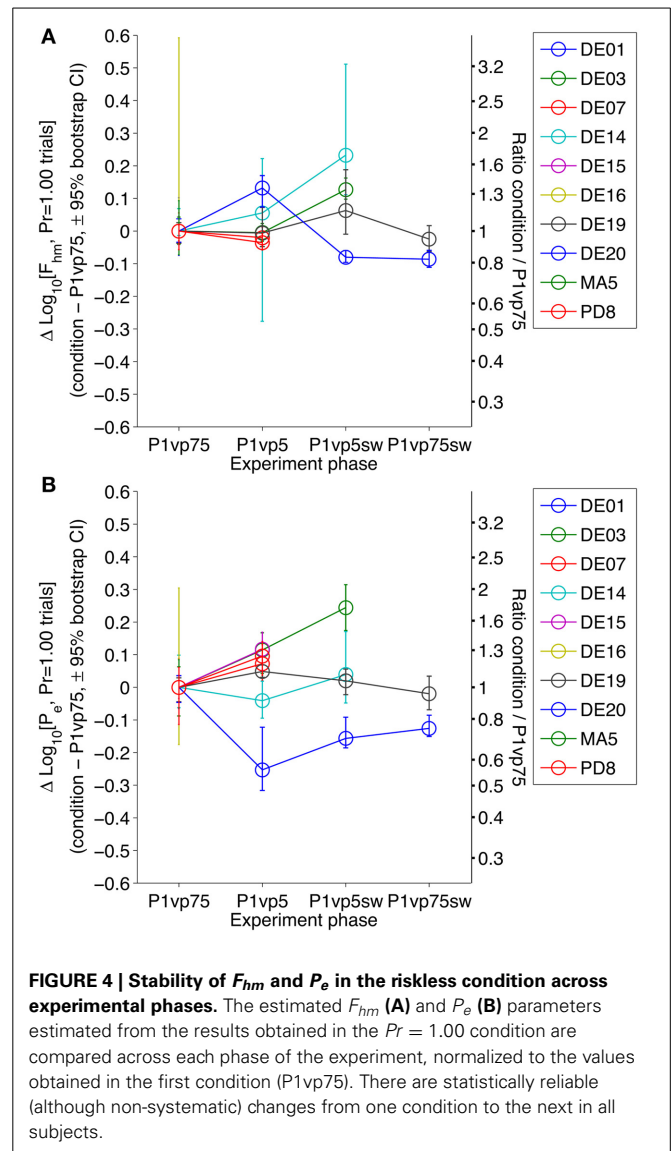 A
0.6
0.5
0.4
0.3
0.2
0.1
0
−0.1
−0.2
−0.3
−0.4
−0.5
−0.6
Δ Log10[Fhm, Pr=1.00 trials]
(condition − P1vp75, ± 95% bootstrap CI)
P1vp75 P1vp5 P1vp5sw P1vp75sw
Experiment phase
3.2
2.5
2
1.6
1.3
1
0.8
0.6
0.5
0.4
0.3
Ratio condition / P1vp75
DE01
DE03
DE07
DE14
DE15
DE16
DE19
DE20
MA5
PD8
B
0.6
0.5
0.4
0.3
0.2
0.1
0
−0.1
−0.2
−0.3
−0.4
−0.5
−0.6
Δ Log10[Pe, Pr=1.00 trials]
(condition − P1vp75, ± 95% bootstrap CI)
P1vp75 P1vp5 P1vp5sw P1vp75sw
Experiment phase
3.2
2.5
2
1.6
1.3
1
0.8
0.6
0.5
0.4
0.3
Ratio condition / P1vp75
DE01
DE03
DE07
DE14
DE15
DE16
DE19
DE20
MA5
PD8
FIGURE 4 | Stability of Fhm and Pe in the riskless condition across
experimental phases. The estimated Fhm (A) and Pe (B) parameters
estimated from the results obtained in the Pr = 1.00 condition are
compared across each phase of the experiment, normalized to the values
obtained in the first condition (P1vp75). There are statistically reliable
(although non-systematic) changes from one condition to the next in all
subjects.